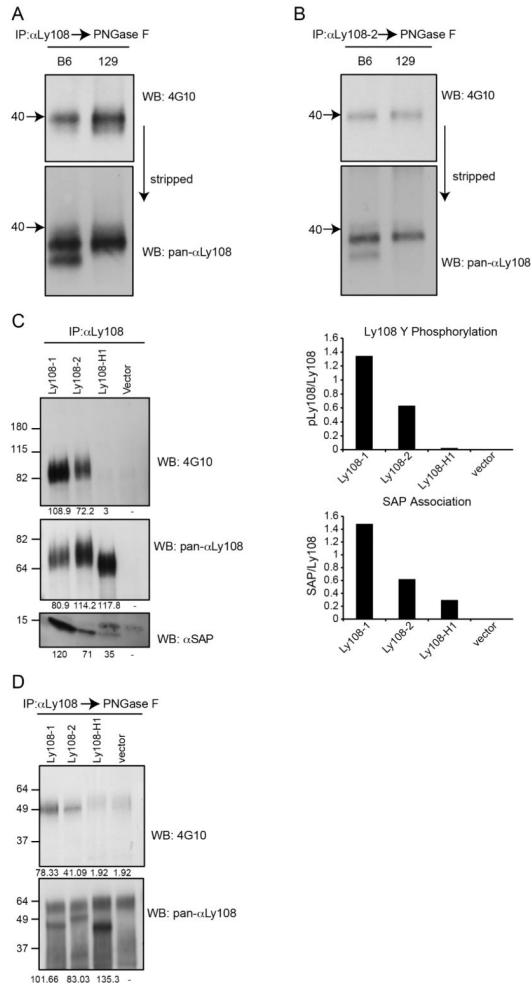 A
IP:αLy108 → PNGase F
B6 129
40
WB: 4G10
stripped
40
WB: pan-αLy108
B
IP:αLy108-2 → PNGase F
B6 129
40
WB: 4G10
stripped
40
WB: pan-αLy108
C
IP:αLy108
Ly108-1 Ly108-2 Ly108-H1 Vector
180
115
82
WB: 4G10
108.9 72.2 3 -
82
64
WB: pan-αLy108
80.9 114.2 117.8 -
15
WB: αSAP
120 71 35 -
Ly108 Y Phosphorylation
pLy108/Ly108
1.6
1.4
1.2
1
0.8
0.6
0.4
0.2
0
Ly108-1 Ly108-2 Ly108-H1 vector
SAP Association
SAP/Ly108
1.6
1.4
1.2
1.0
0.8
0.6
0.4
0.2
0
Ly108-1 Ly108-2 Ly108-H1 vector
D
IP:αLy108 → PNGase F
Ly108-1 Ly108-2 Ly108-H1 vector
64
49
37
WB: 4G10
78.33 41.09 1.92 1.92
64
49
37
WB: pan-αLy108
101.66 83.03 135.3 -